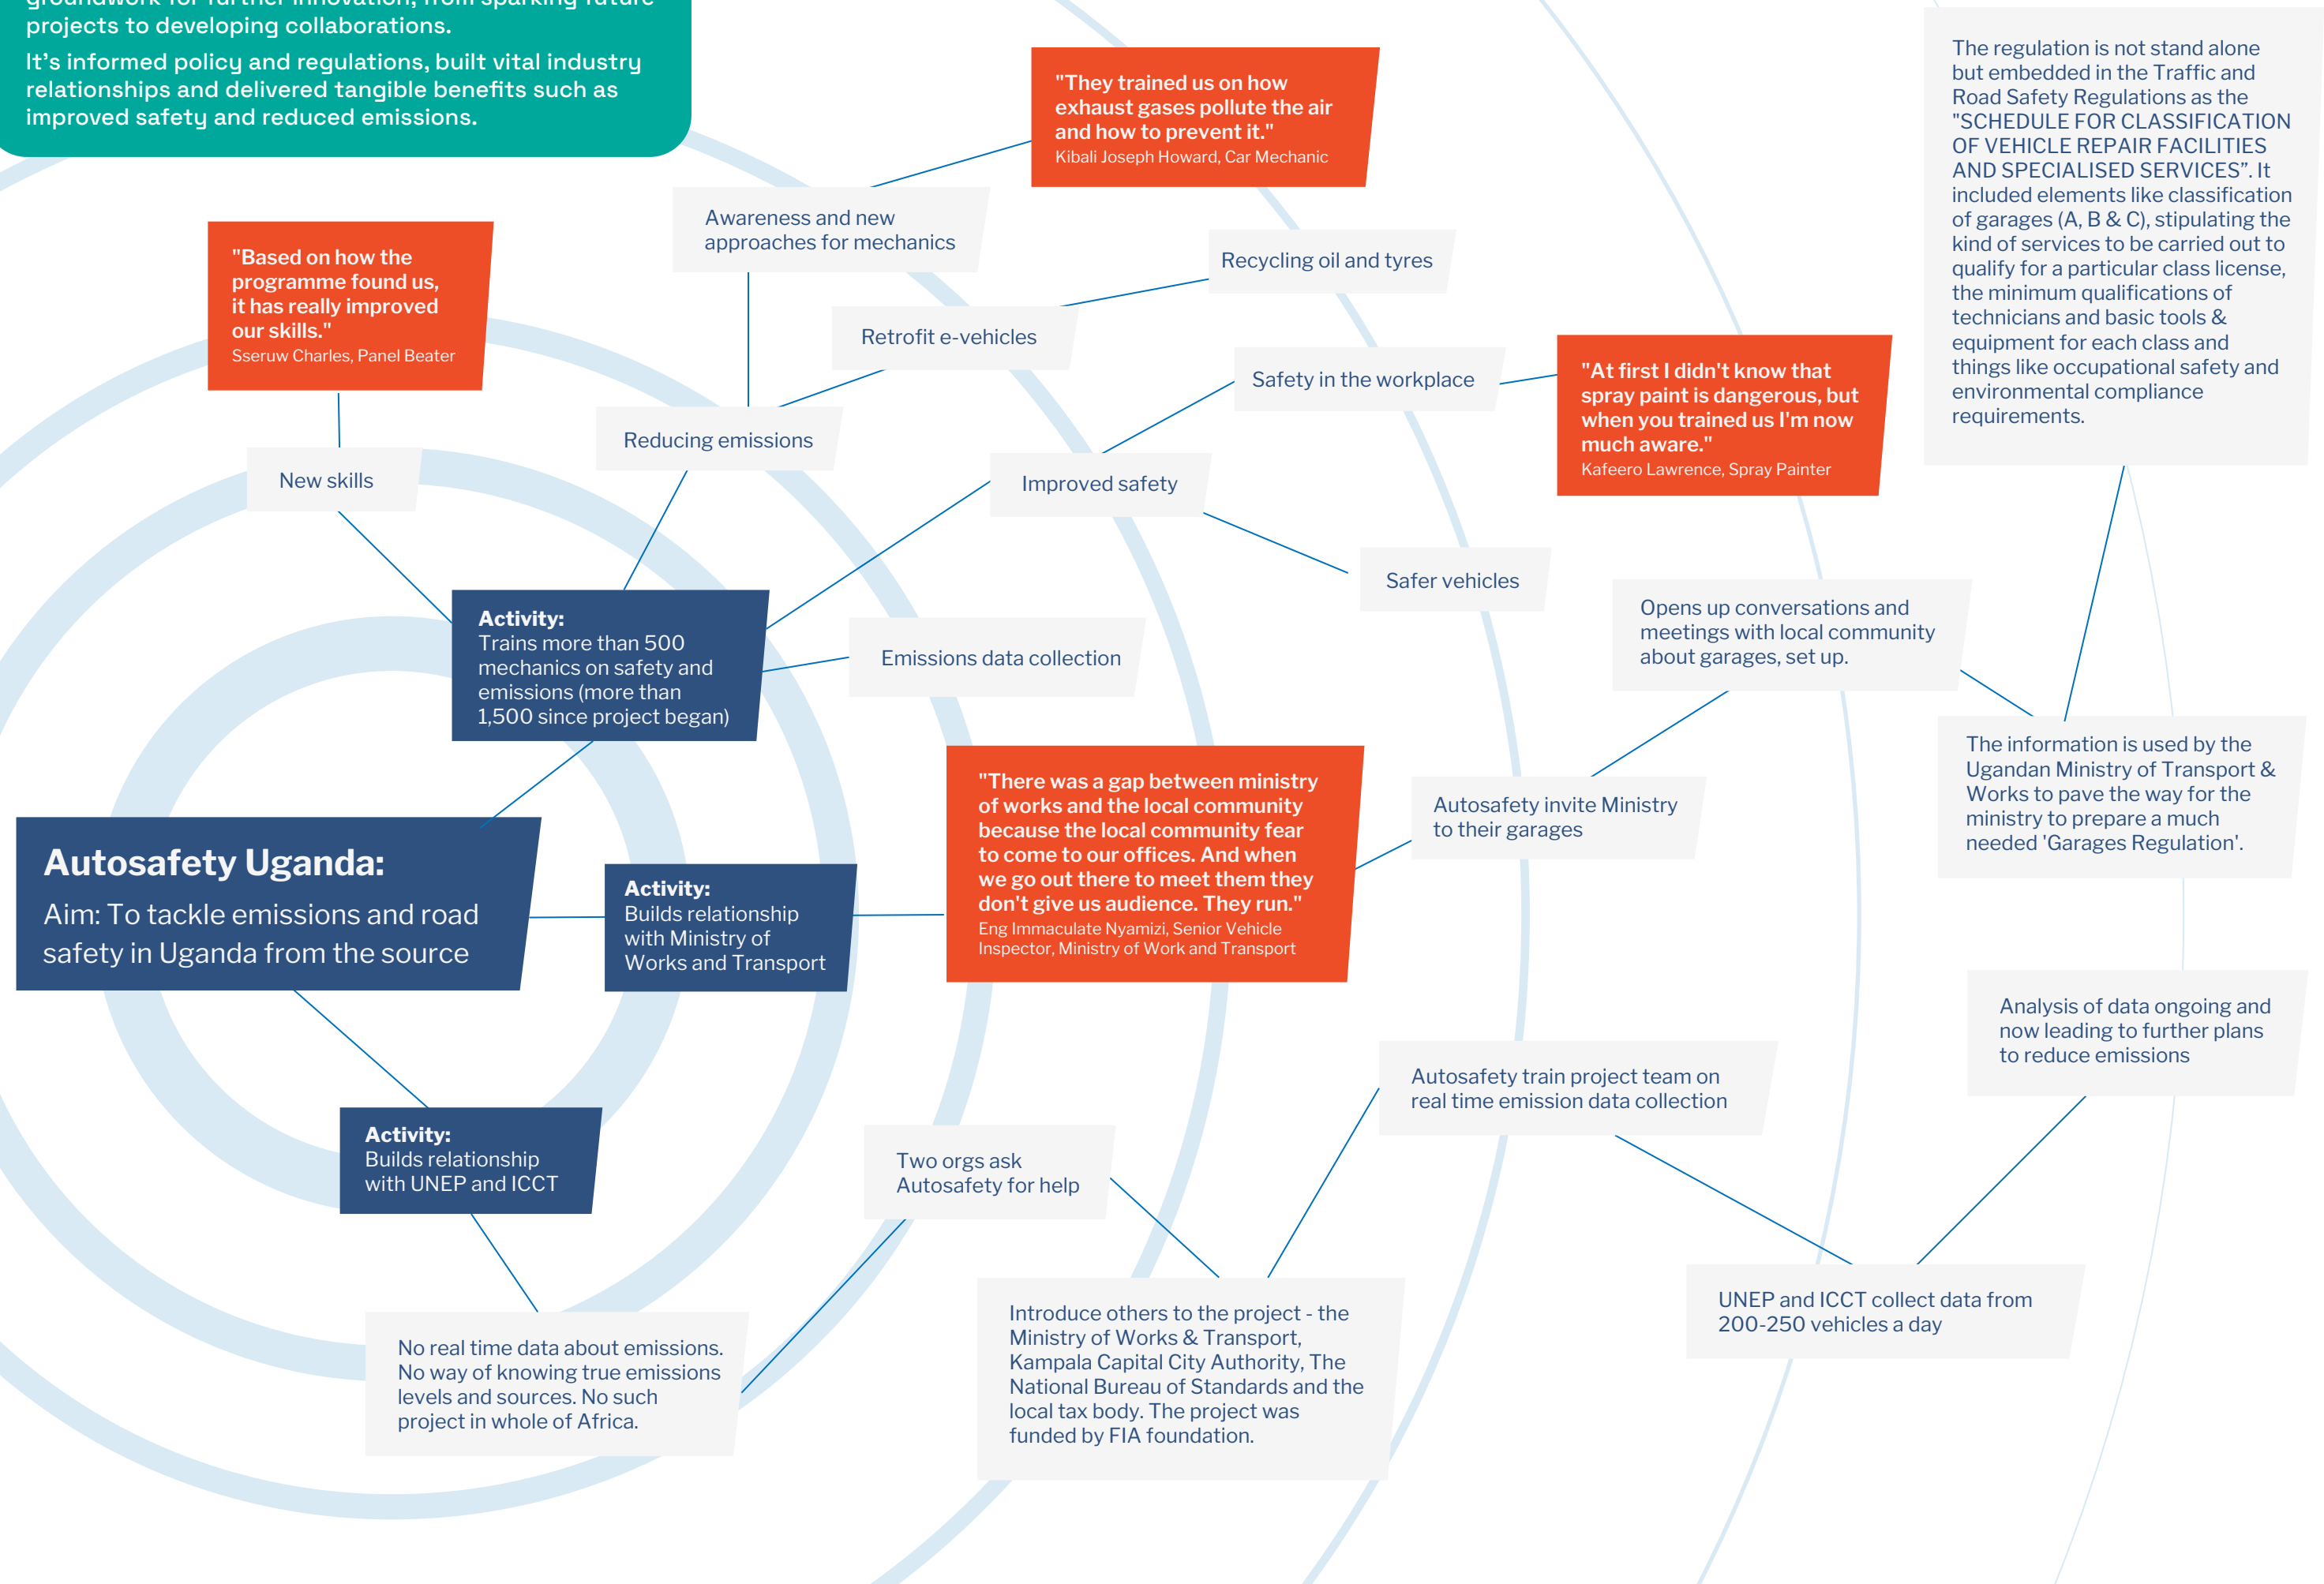 groundwork for further innovation, from sparking future
projects to developing collaborations.
It's informed policy and regulations, built vital industry
relationships and delivered tangible benefits such as
improved safety and reduced emissions.
"They trained us on how
exhaust gases pollute the air
and how to prevent it."
Kibali Joseph Howard, Car Mechanic
The regulation is not stand alone
but embedded in the Traffic and
Road Safety Regulations as the
"SCHEDULE FOR CLASSIFICATION
OF VEHICLE REPAIR FACILITIES
AND SPECIALISED SERVICES”. It
included elements like classification
of garages (A, B & C), stipulating the
kind of services to be carried out to
qualify for a particular class license,
the minimum qualifications of
technicians and basic tools &
equipment for each class and
things like occupational safety and
environmental compliance
requirements.
Awareness and new
approaches for mechanics
"Based on how the
programme found us,
it has really improved
our skills."
Sseruw Charles, Panel Beater
Recycling oil and tyres
Retrofit e-vehicles
Safety in the workplace
"At first I didn't know that
spray paint is dangerous, but
when you trained us I'm now
much aware."
Kafeero Lawrence, Spray Painter
Reducing emissions
New skills
Improved safety
Safer vehicles
Activity:
Trains more than 500
mechanics on safety and
emissions (more than
1,500 since project began)
Emissions data collection
Opens up conversations and
meetings with local community
about garages, set up.
The information is used by the
Ugandan Ministry of Transport &
Works to pave the way for the
ministry to prepare a much
needed 'Garages Regulation'.
"There was a gap between ministry
of works and the local community
because the local community fear
to come to our offices. And when
we go out there to meet them they
don't give us audience. They run."
Eng Immaculate Nyamizi, Senior Vehicle
Inspector, Ministry of Work and Transport
Autosafety invite Ministry
to their garages
Autosafety Uganda:
Aim: To tackle emissions and road
safety in Uganda from the source
Activity:
Builds relationship
with Ministry of
Works and Transport
Analysis of data ongoing and
now leading to further plans
to reduce emissions
Autosafety train project team on
real time emission data collection
Activity:
Builds relationship
with UNEP and ICCT
Two orgs ask
Autosafety for help
Introduce others to the project - the
Ministry of Works & Transport,
Kampala Capital City Authority, The
National Bureau of Standards and the
local tax body. The project was
funded by FIA foundation.
UNEP and ICCT collect data from
200-250 vehicles a day
No real time data about emissions.
No way of knowing true emissions
levels and sources. No such
project in whole of Africa.